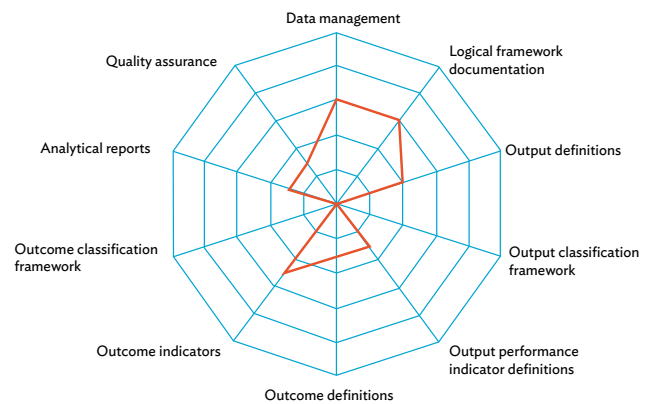 Data management
Logical framework
documentation
Output definitions
Output classification
framework
Output performance
indicator definitions
Outcome definitions
Outcome indicators
Outcome classification
framework
Analytical reports
Quality assurance